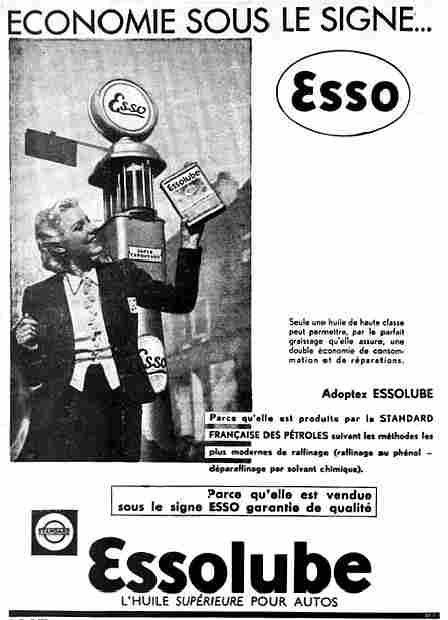 ECONOMIE SOUS LE SIGNE...
Esso
Esso
Essolube
Esso
Seule une huile de haute classe
peut permettre, par le parfait
graissage qu'elle assure, une
double économie de consom-
mation et de réparations.
Adoptez ESSOLUBE
Parce qu'elle est produite par la STANDARD
FRANÇAISE DES PÉTROLES suivant les méthodes les
plus modernes de raffinage (raffinage au phénol -
déparaffinage par solvant chimique).
Parce qu'elle est vendue
sous le signe ESSO garantie de qualité
STANDARD
Essolube
L'HUILE SUPÉRIEURE POUR AUTOS